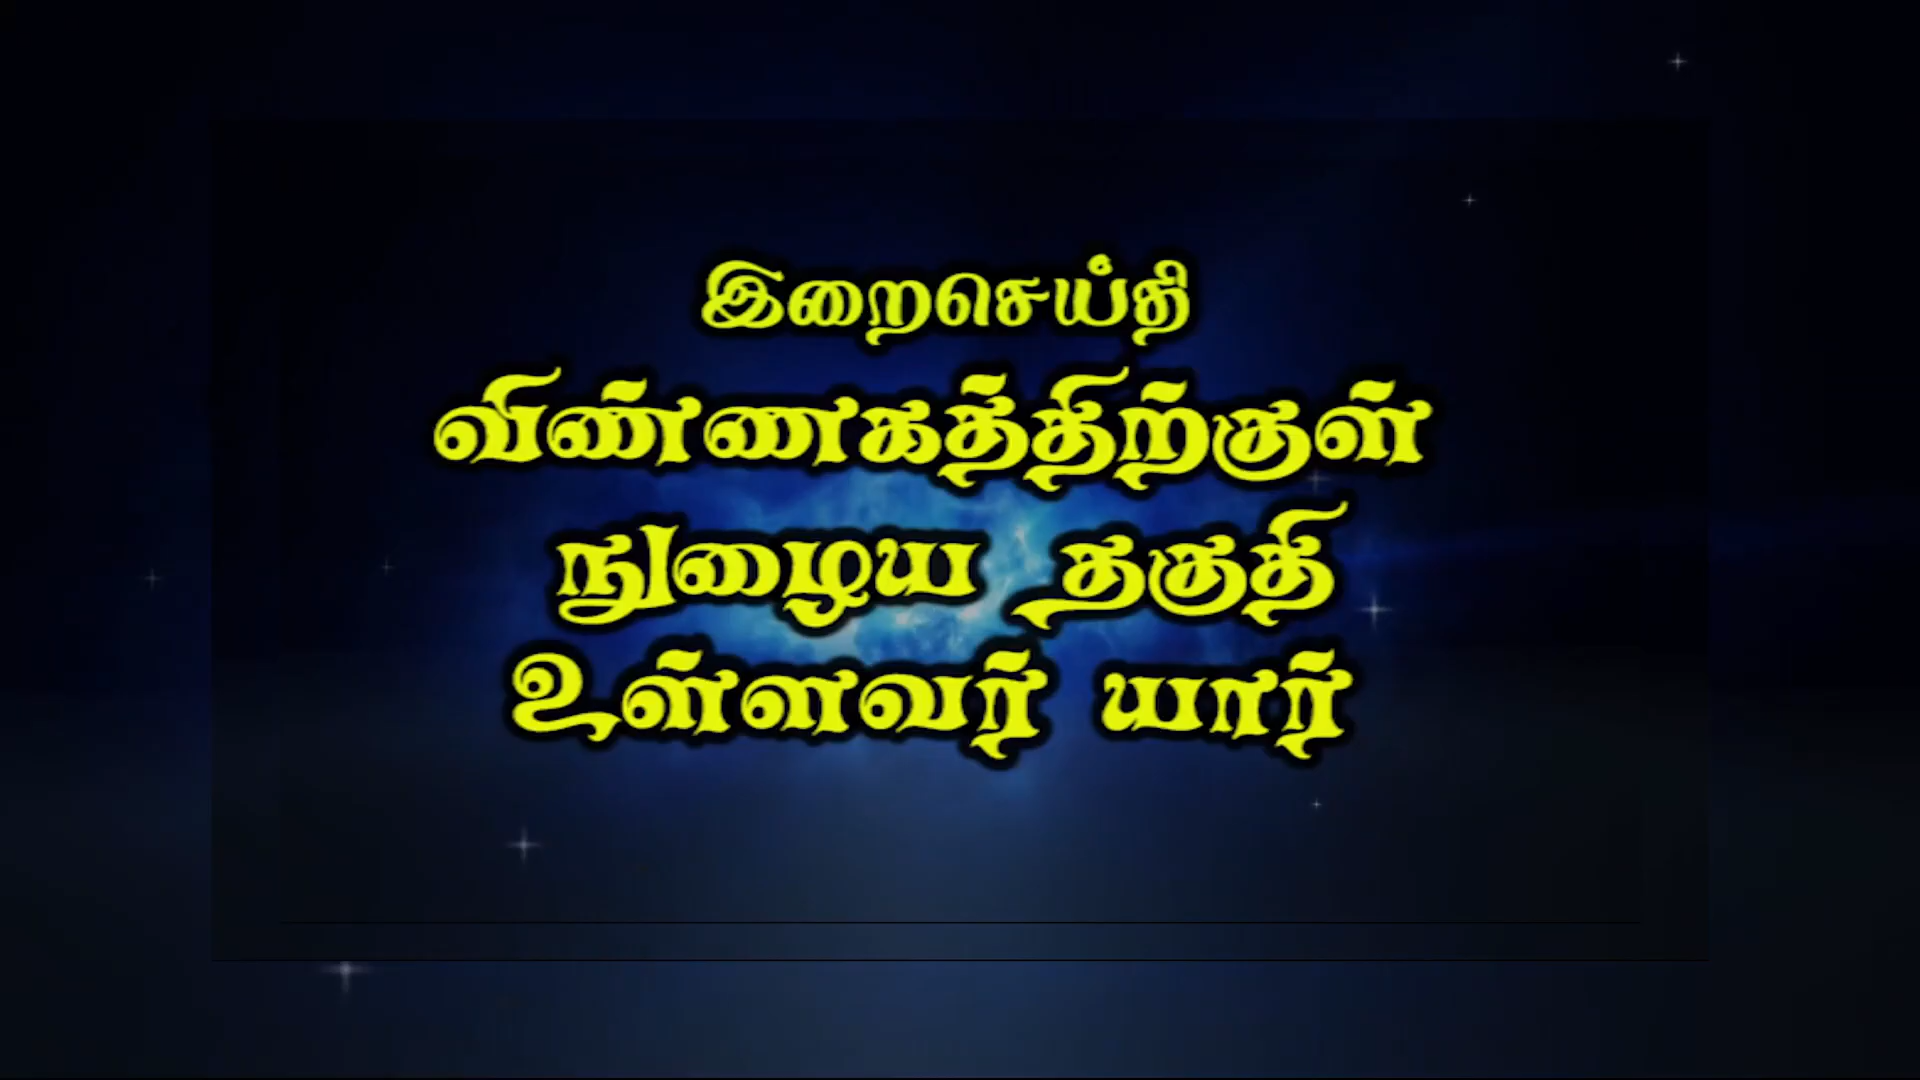 இறைசெய்தி
விண்ணகத்திற்குள்
நுழைய தகுதி
உள்ளவர் யார்